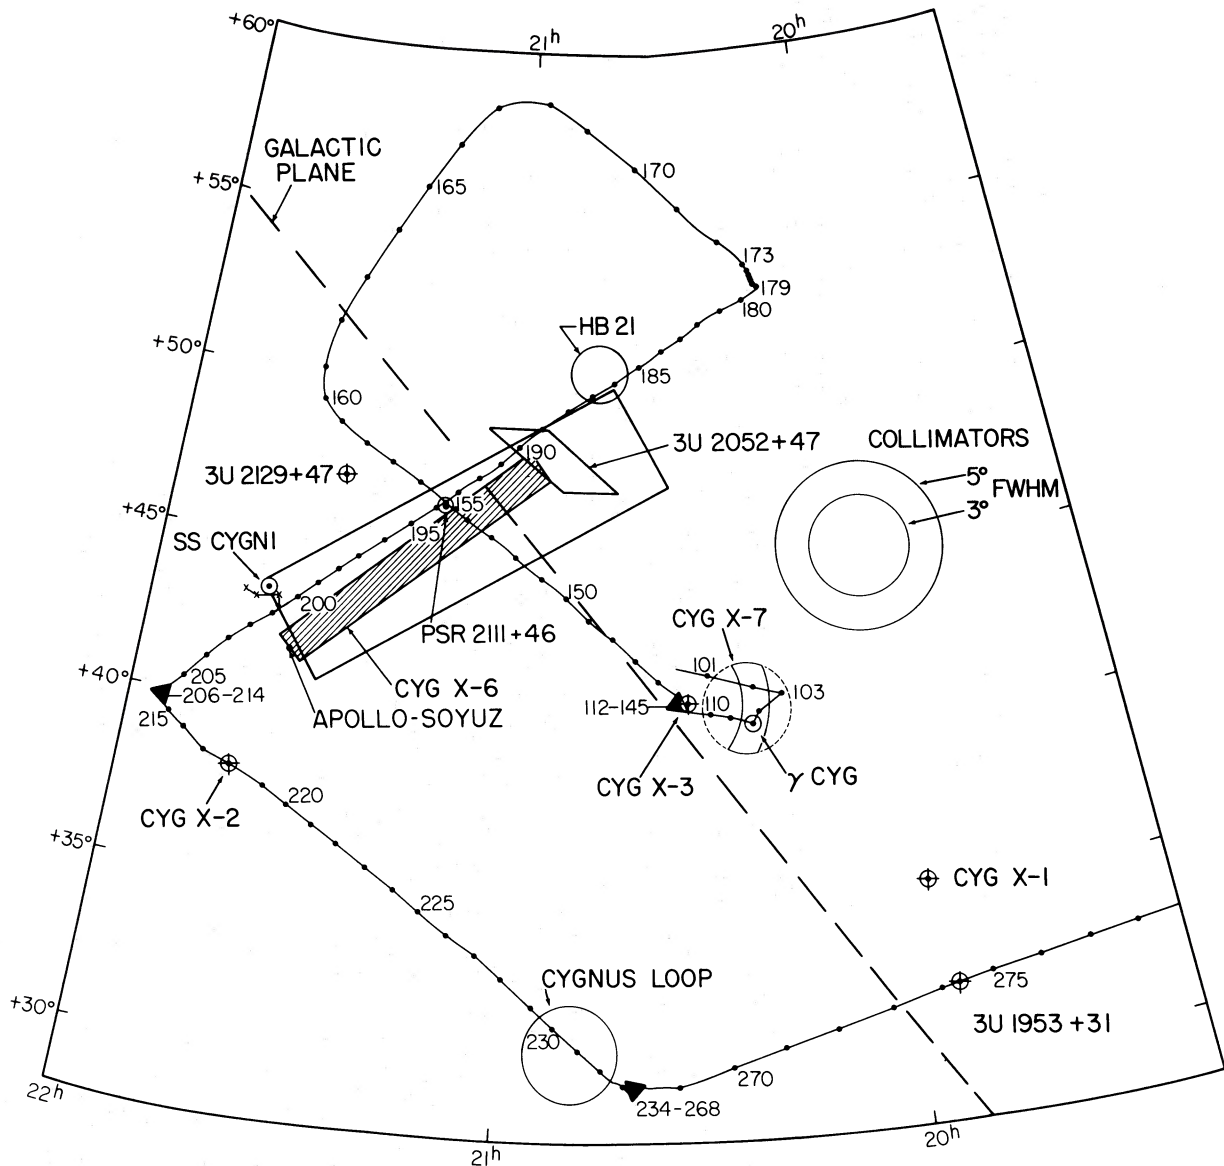 +60°
21h
20h
GALACTIC
PLANE
+55°
165
170
173
179
180
HB 21
185
+50°
160
3U 2129+47
190
3U 2052+47
COLLIMATORS
5°
FWHM
3°
+45°
155
195
SS CYGNI
200
150
PSR 2111+46
CYG X-7
101
103
+40°
205
206-214
CYG X-6
215
APOLLO-SOYUZ
112-145
110
CYG X-3
γ CYG
CYG X-2
220
+35°
225
CYG X-1
CYGNUS LOOP
275
+30°
230
3U 1953+31
270
22h
234-268
20h
21h